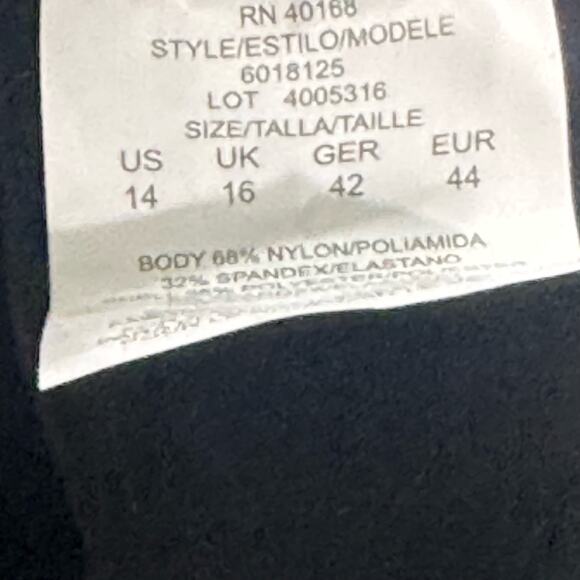 RN 40168
STYLE/ESTILO/MODELE
6018125
LOT 4005316
SIZE/TALLA/TAILLE
US UK GER EUR
14 16 42 44
BODY 68% NYLON/POLIAMIDA
32% SPANDEX/ELASTANO